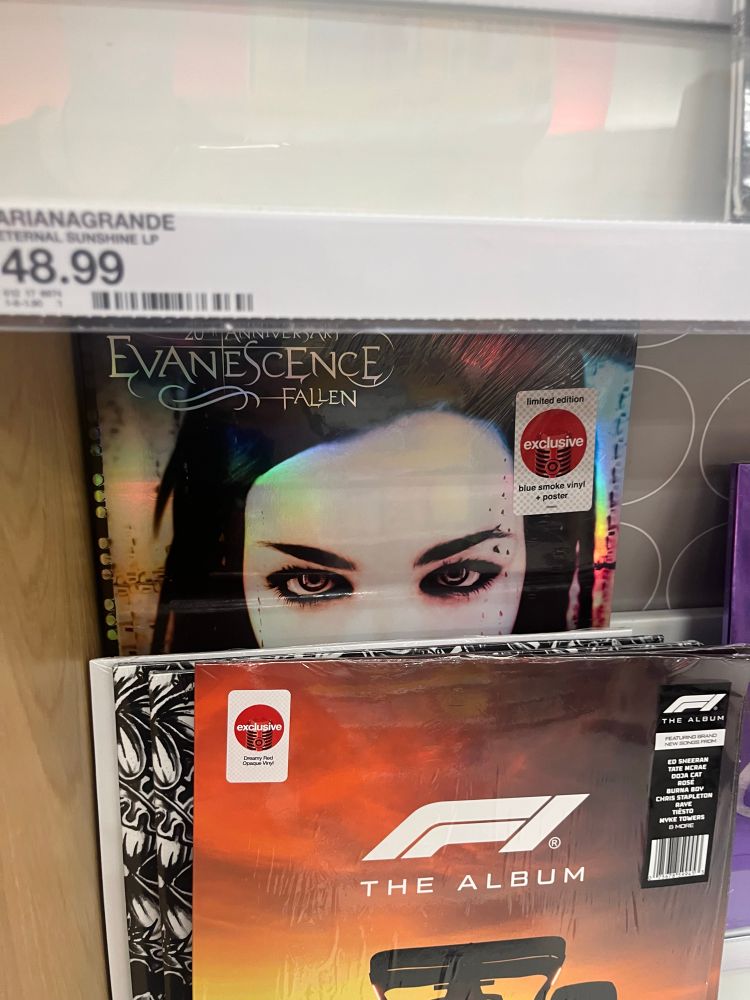 ARIANAGRANDE
ETERNAL SUNSHINE LP
48.99
20TH ANNIVERSARY
EVANESCENCE
FALLEN
limited edition
exclusive
blue smoke vinyl
+ poster
exclusive
Dreamy Red
Opaque Vinyl
F1
THE ALBUM
FEATURING BRAND
NEW SONGS FROM
ED SHEERAN
TATE MCRAE
DOJA CAT
ROSÉ
BURNA BOY
CHRIS STAPLETON
RAYE
TIËSTO
MYKE TOWERS
& MORE
F1®
THE ALBUM